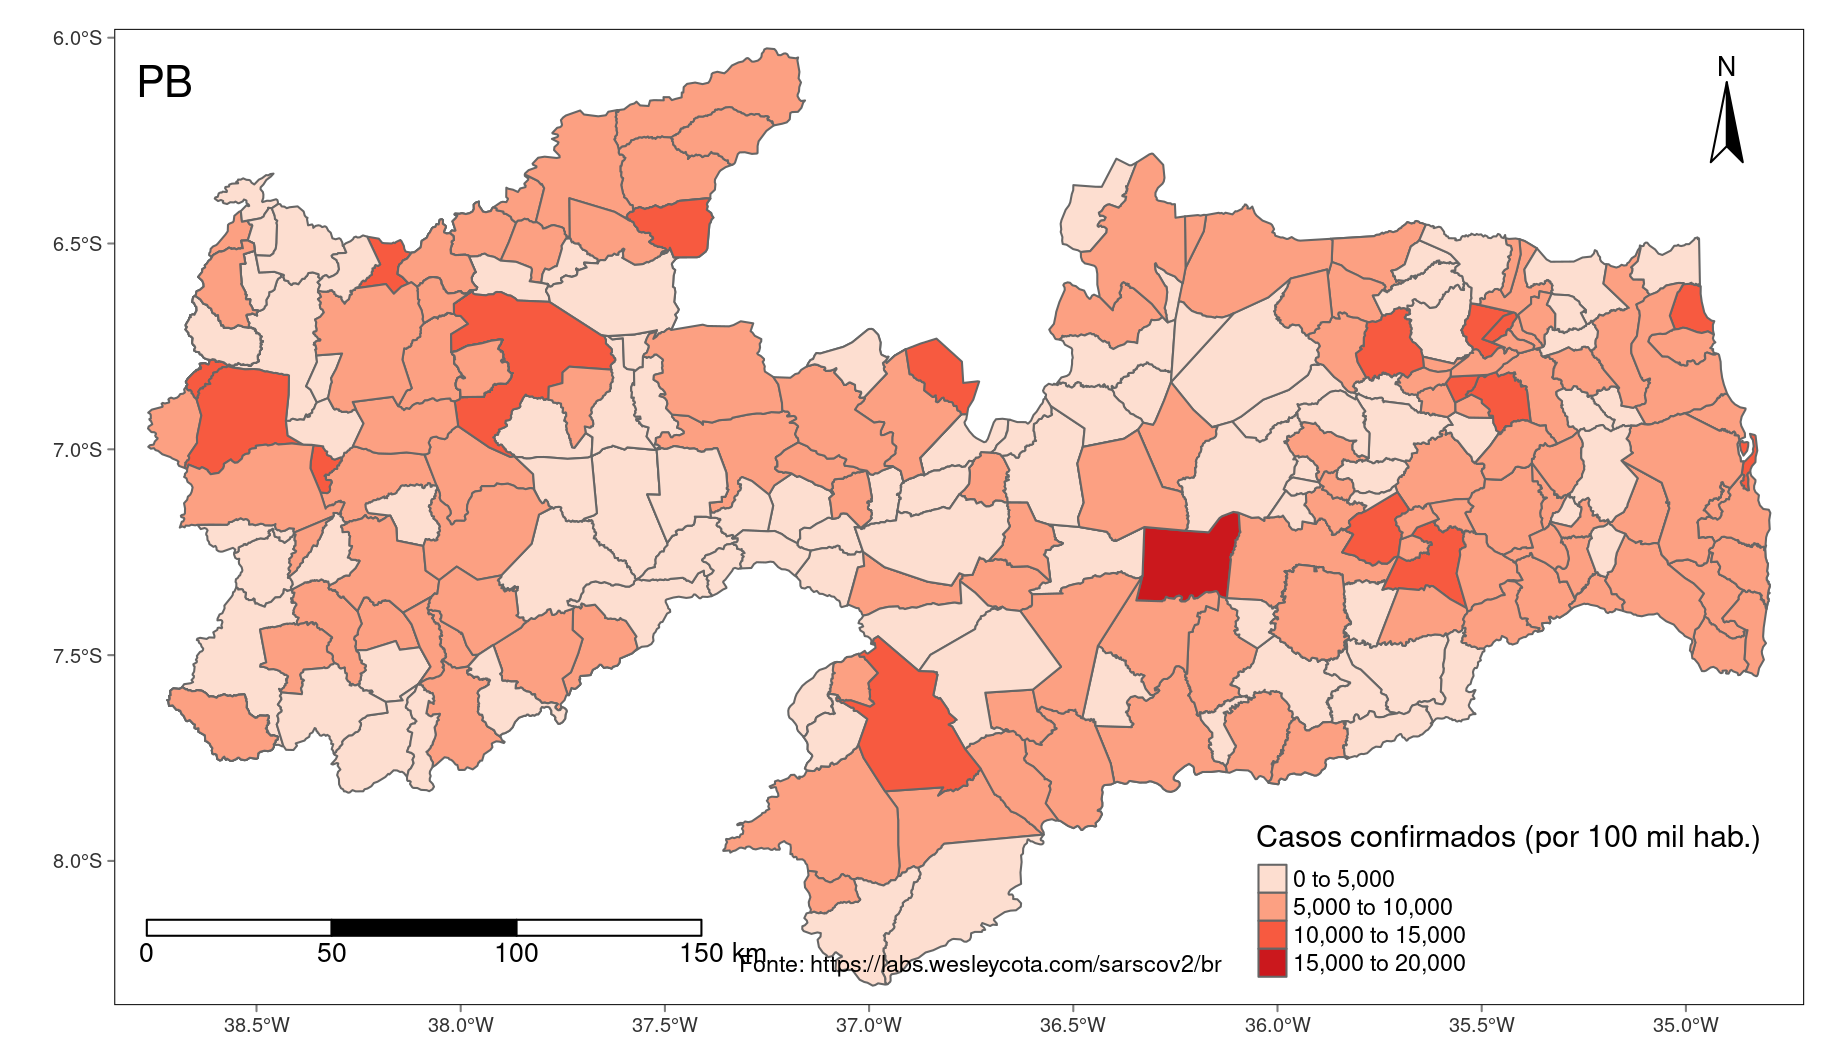 6.0°S
PB
N
6.5°S
7.0°S
7.5°S
8.0°S
Casos confirmados (por 100 mil hab.)
0 to 5,000
5,000 to 10,000
10,000 to 15,000
15,000 to 20,000
0 50 100 150 km
Fonte: https://labs.wesleycota.com/sarscov2/br
38.5°W 38.0°W 37.5°W 37.0°W 36.5°W 36.0°W 35.5°W 35.0°W